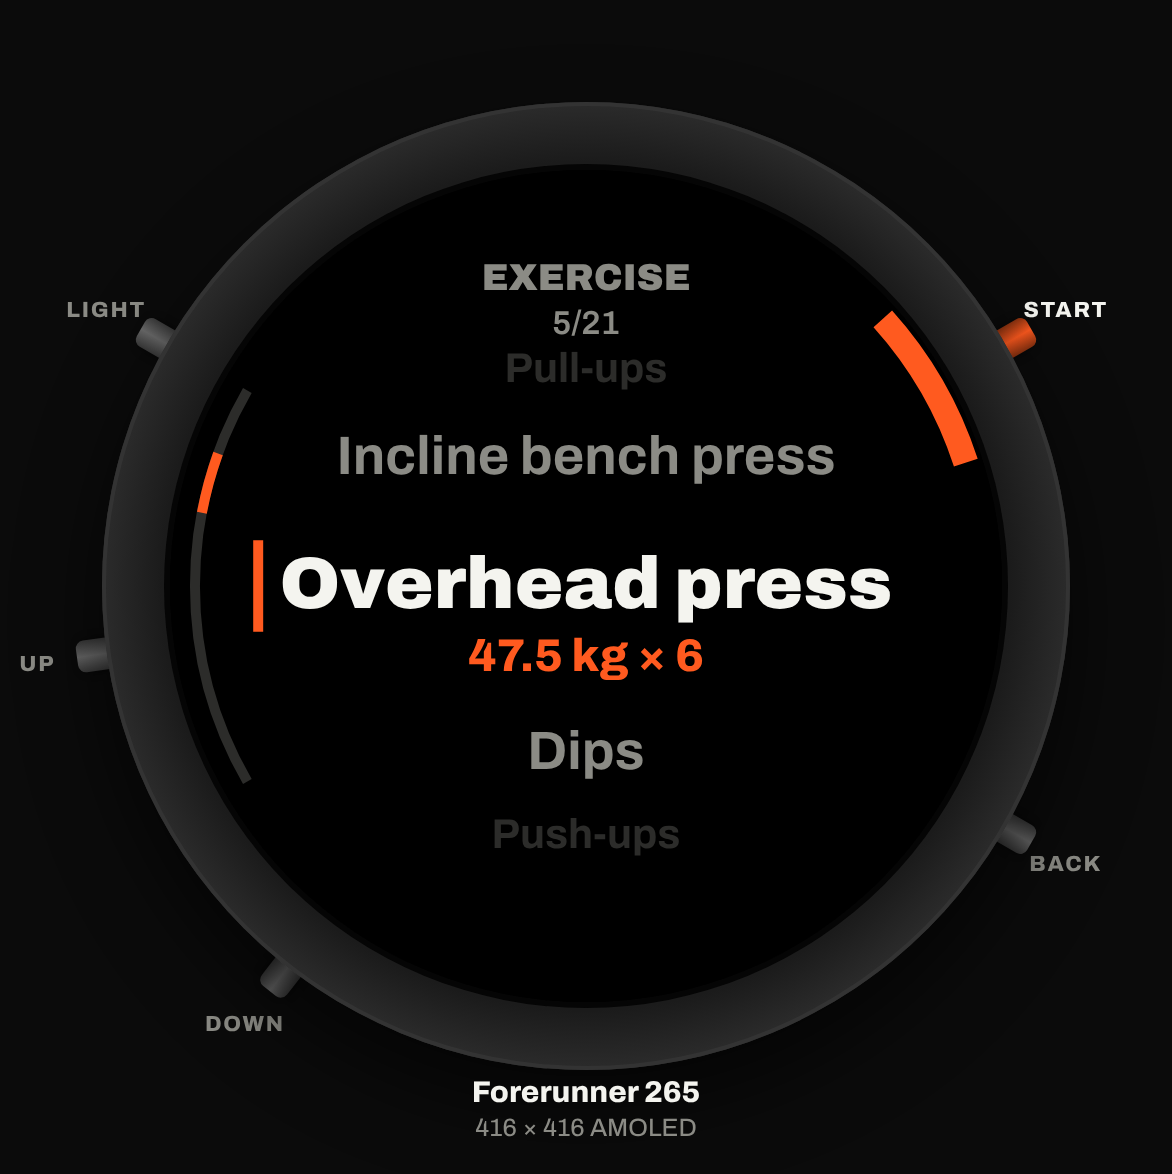 EXERCISE
5/21
Pull-ups
LIGHT
START
Incline bench press
Overhead press
47.5 kg × 6
UP
Dips
Push-ups
BACK
DOWN
Forerunner 265
416 × 416 AMOLED